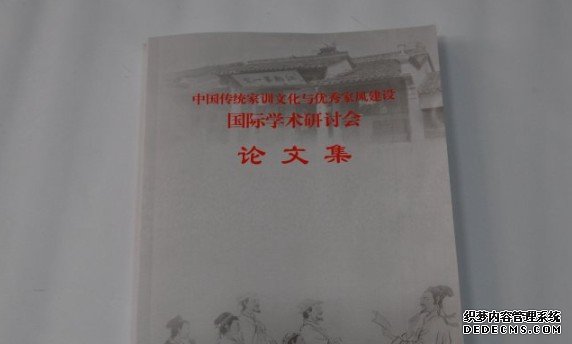 中国传统家训文化与优秀家风建设
国际学术研讨会
论文集
织梦内容管理系统
DEDECMS.COM